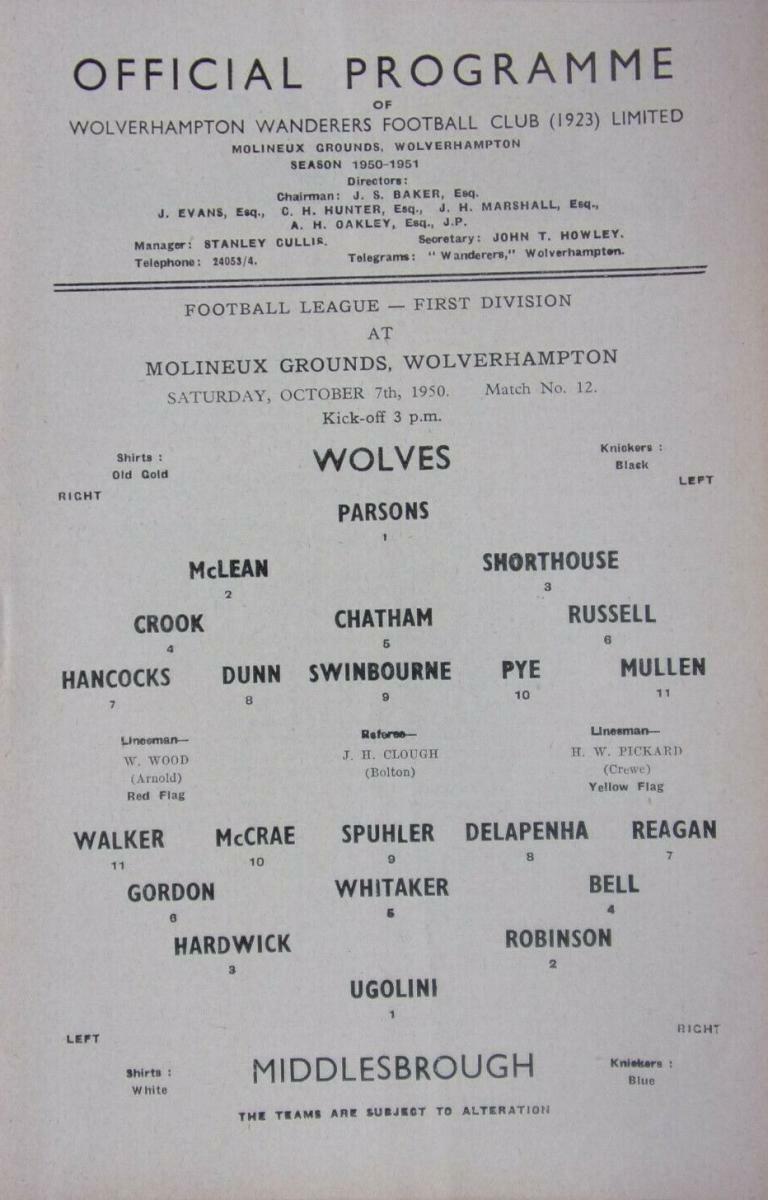 OFFICIAL PROGRAMME
OF
WOLVERHAMPTON WANDERERS FOOTBALL CLUB (1923) LIMITED
MOLINEUX GROUNDS, WOLVERHAMPTON
SEASON 1950-1951
Directors:
Chairman: J. S. BAKER, Esq.
J. EVANS, Esq., C. H. HUNTER, Esq., J. H. MARSHALL, Esq.,
A. H. OAKLEY, Esq., J.P.
Manager: STANLEY CULLIS. Secretary: JOHN T. HOWLEY.
Telephone: 24053/4. Telegrams: "Wanderers," Wolverhampton.
FOOTBALL LEAGUE — FIRST DIVISION
AT
MOLINEUX GROUNDS, WOLVERHAMPTON
SATURDAY, OCTOBER 7th, 1950. Match No. 12.
Kick-off 3 p.m.
Shirts : WOLVES Knickers :
Old Gold Black
RIGHT LEFT
PARSONS
1
McLEAN SHORTHOUSE
2 3
CROOK CHATHAM RUSSELL
4 5 6
HANCOCKS DUNN SWINBOURNE PYE MULLEN
7 8 9 10 11
Linesman— Referee— Linesman—
W. WOOD J. H. CLOUGH H. W. PICKARD
(Arnold) (Bolton) (Crewe)
Red Flag Yellow Flag
WALKER McCRAE SPUHLER DELAPENHA REAGAN
11 10 9 8 7
GORDON WHITAKER BELL
6 5 4
HARDWICK ROBINSON
3 2
UGOLINI
1
LEFT RIGHT
Shirts : MIDDLESBROUGH Knickers :
White Blue
THE TEAMS ARE SUBJECT TO ALTERATION